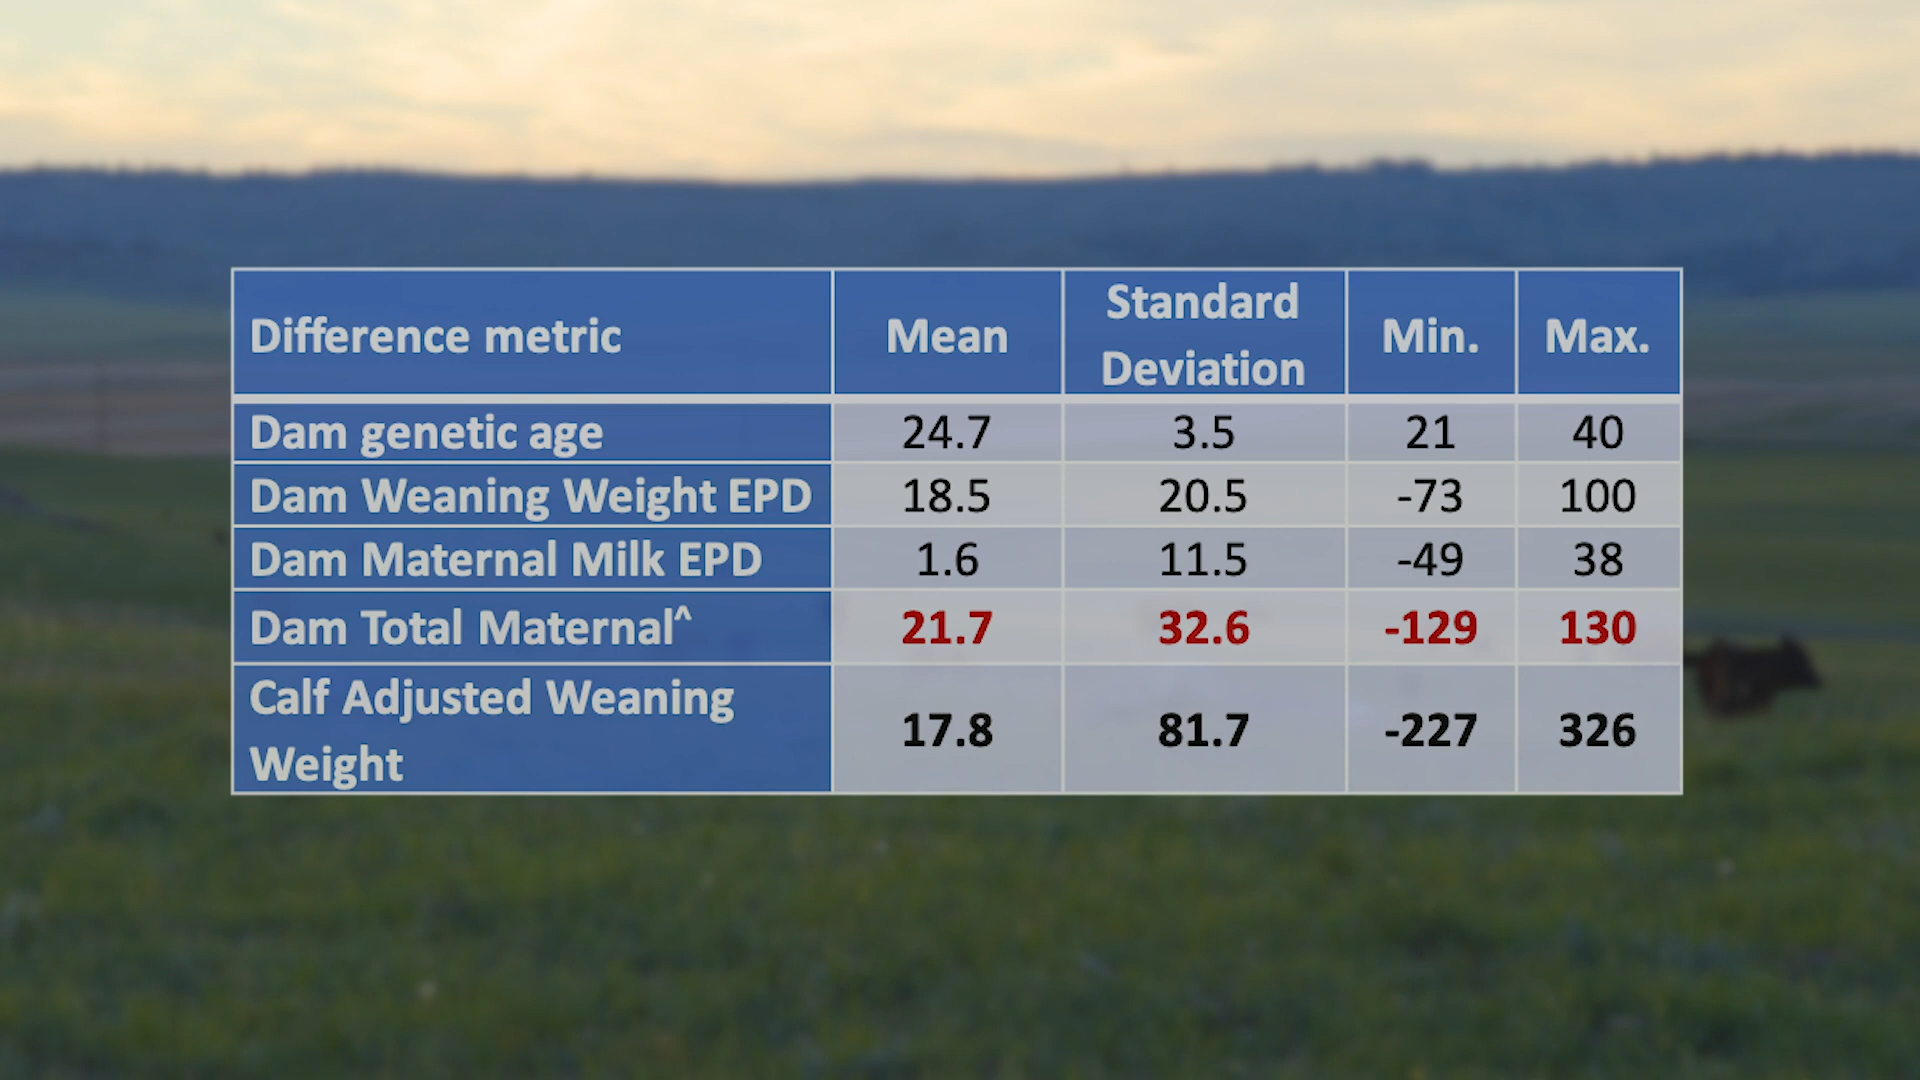 Difference metric Mean Standard Deviation Min. Max.
Dam genetic age 24.7 3.5 21 40
Dam Weaning Weight EPD 18.5 20.5 -73 100
Dam Maternal Milk EPD 1.6 11.5 -49 38
Dam Total Maternal^ 21.7 32.6 -129 130
Calf Adjusted Weaning Weight 17.8 81.7 -227 326